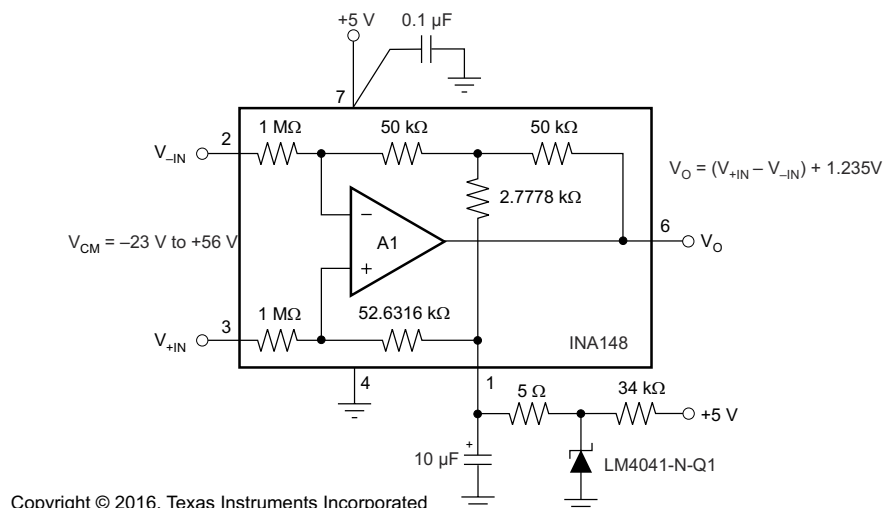 +5 V
0.1 µF
7
V–IN
2
1 MΩ
50 kΩ
50 kΩ
VO = (V+IN – V–IN) + 1.235V
2.7778 kΩ
–
A1
+
6
VO
VCM = –23 V to +56 V
V+IN
3
1 MΩ
52.6316 kΩ
INA148
4
1
5 Ω
34 kΩ
+5 V
+
10 µF
LM4041-N-Q1
Copyright © 2016, Texas Instruments Incorporated